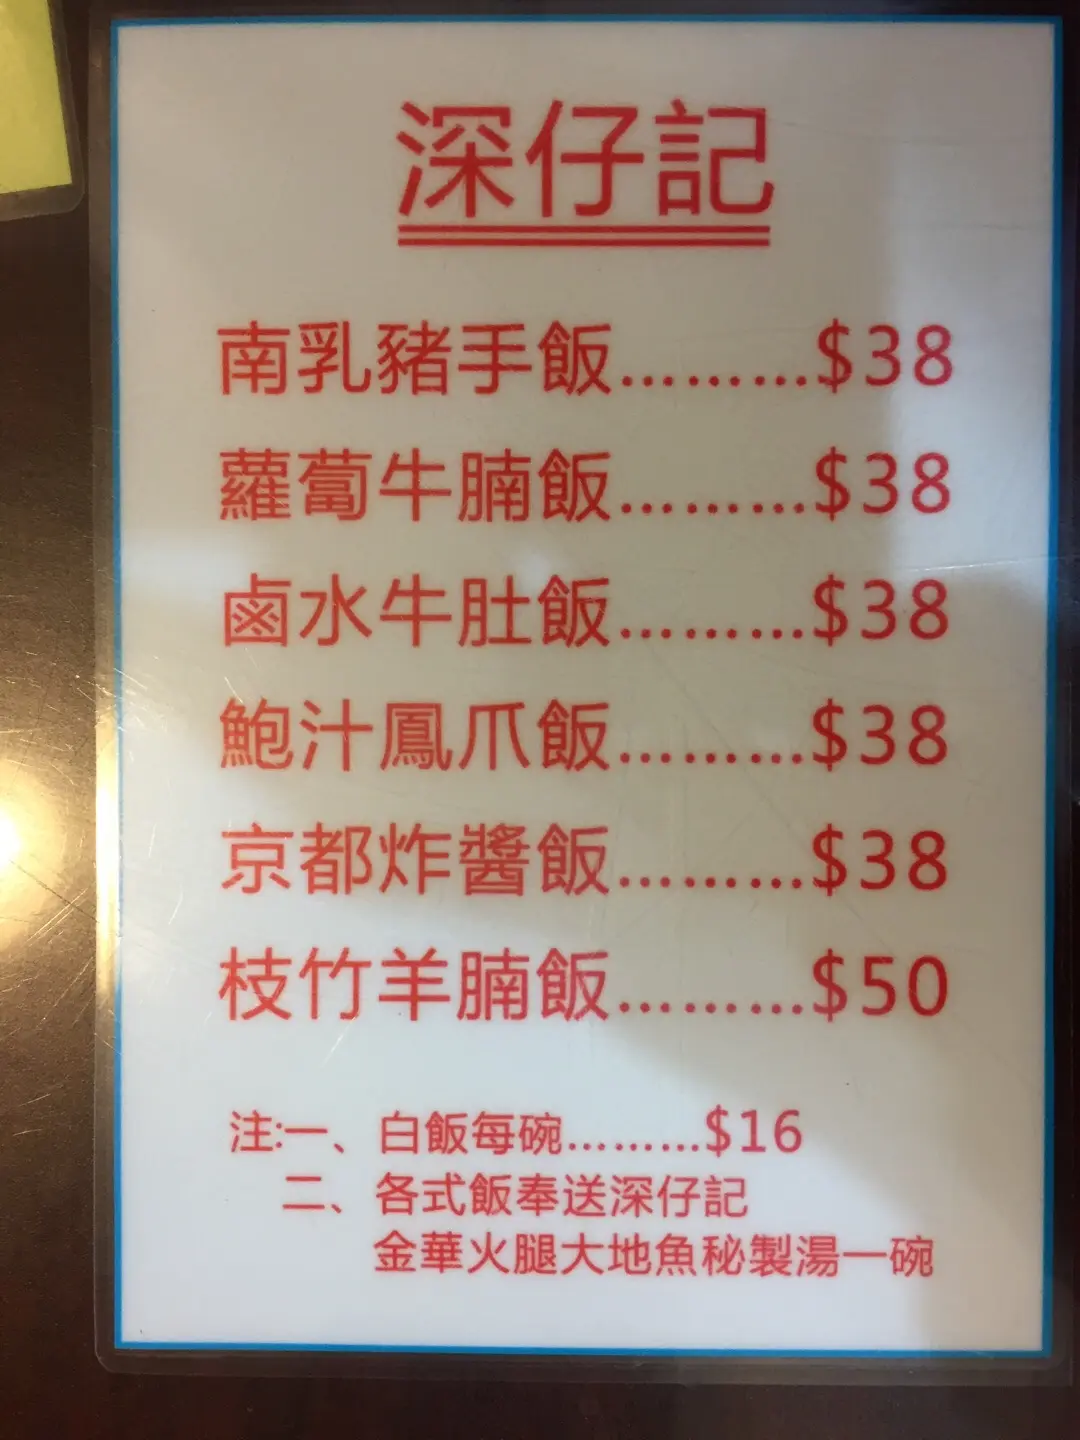 深仔記
南乳豬手飯.........$38
蘿蔔牛腩飯.........$38
鹵水牛肚飯.........$38
鮑汁鳳爪飯.........$38
京都炸醬飯.........$38
枝竹羊腩飯.........$50
注:一、白飯每碗.........$16
二、各式飯奉送深仔記
金華火腿大地魚秘製湯一碗